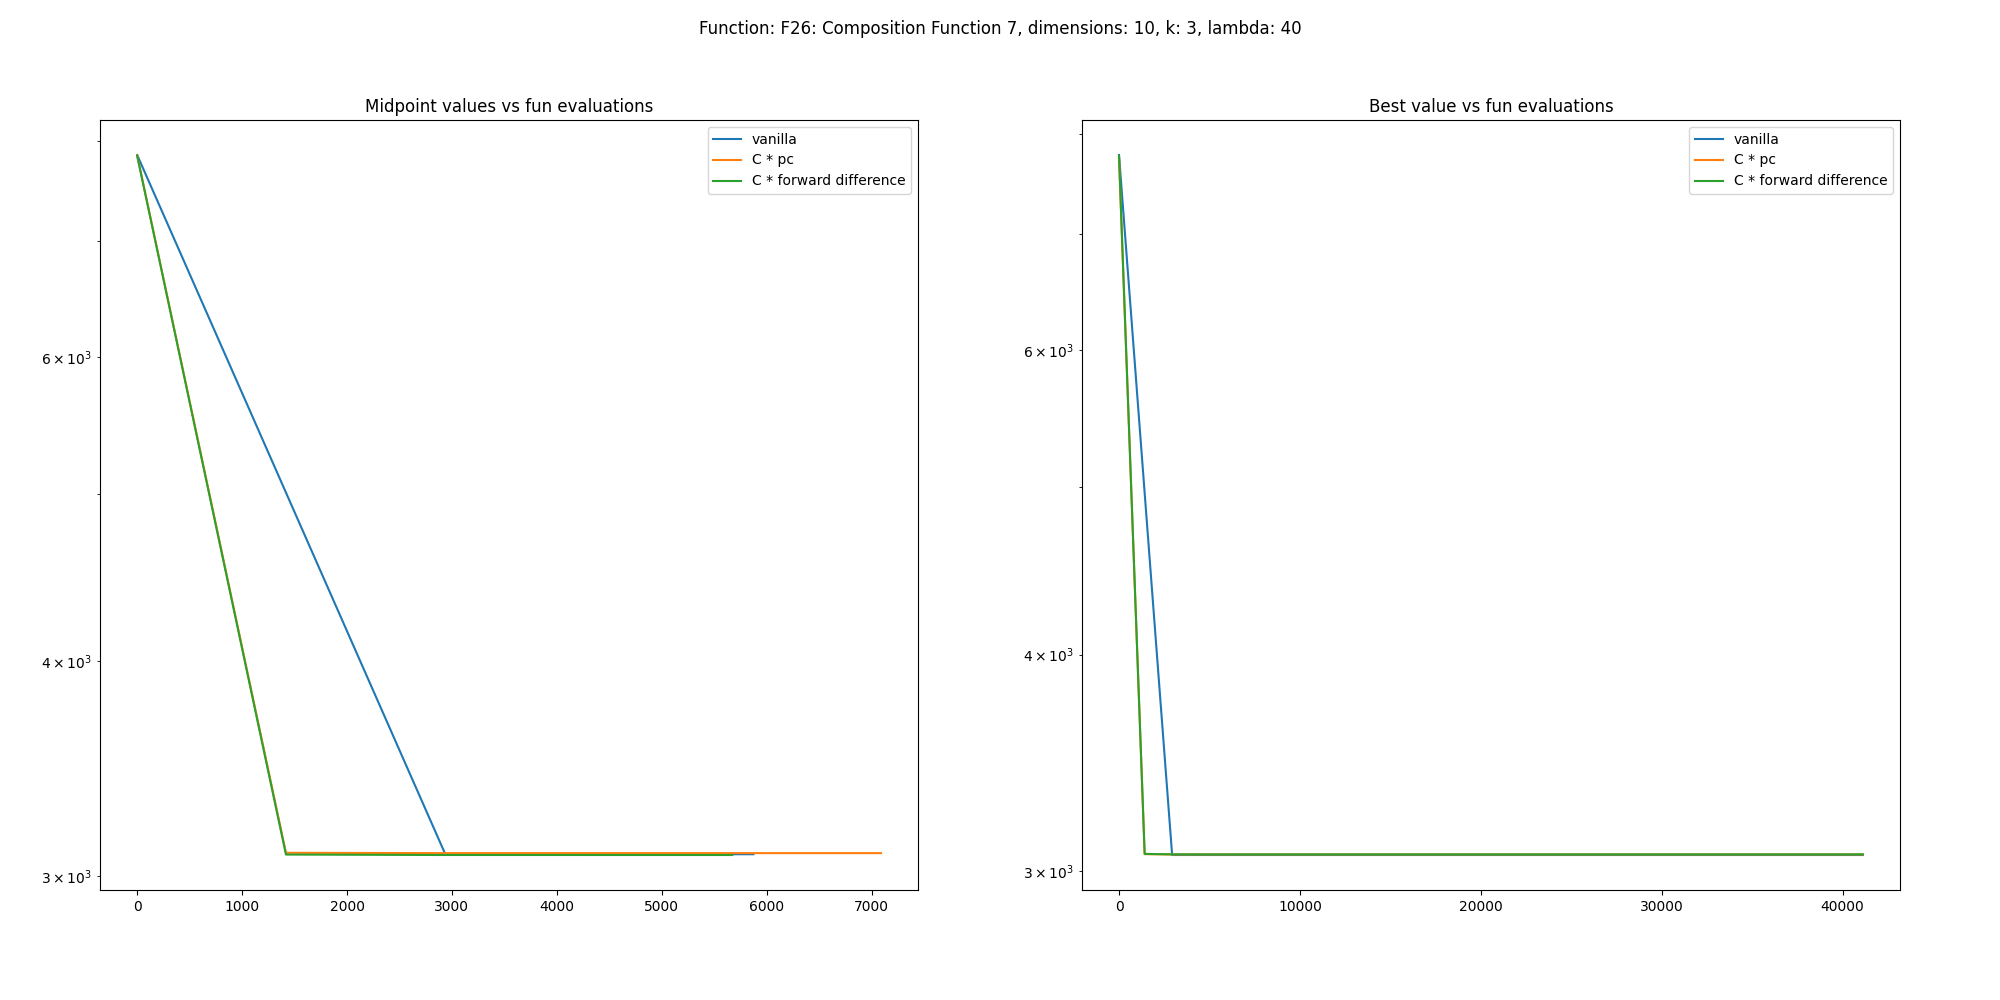 Function: F26: Composition Function 7, dimensions: 10, k: 3, lambda: 40
Midpoint values vs fun evaluations
vanilla
C * pc
C * forward difference
6 × 10³
4 × 10³
3 × 10³
0 1000 2000 3000 4000 5000 6000 7000
Best value vs fun evaluations
vanilla
C * pc
C * forward difference
6 × 10³
4 × 10³
3 × 10³
0 10000 20000 30000 40000